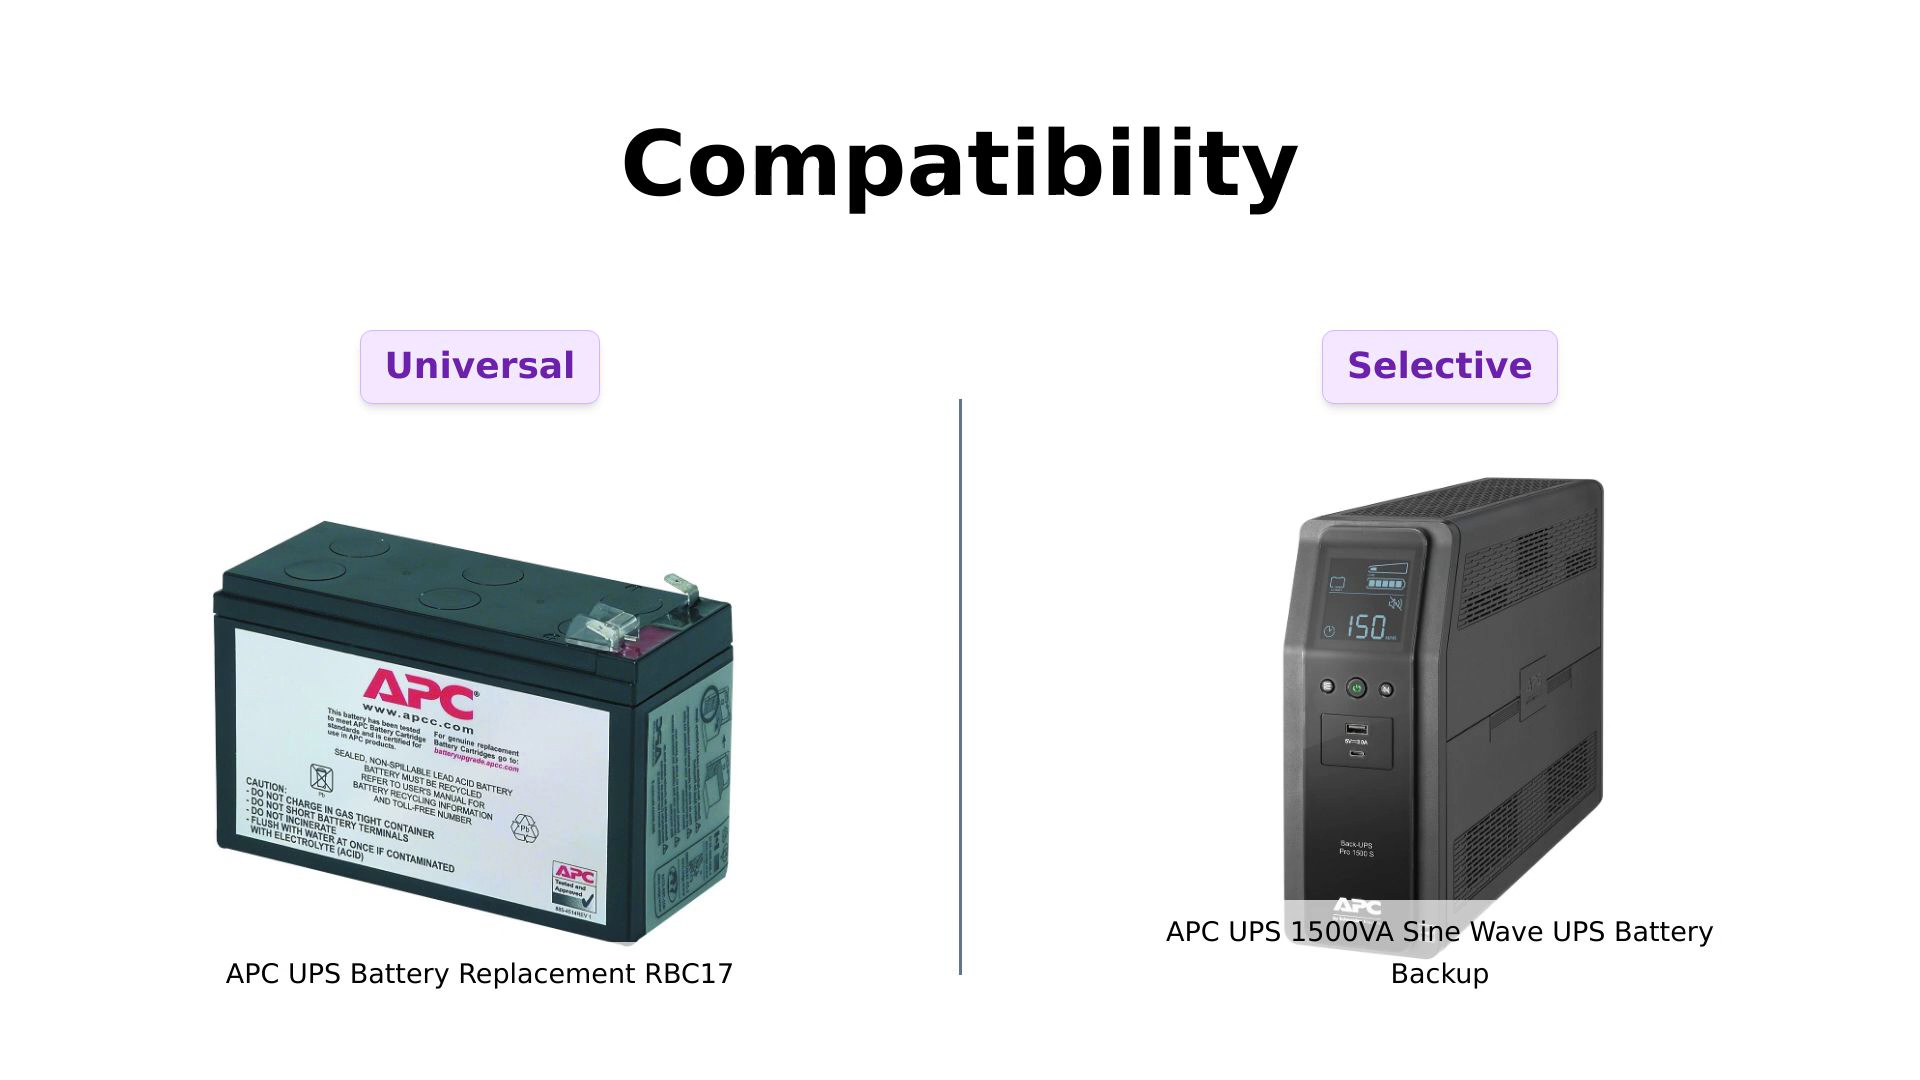 Compatibility
Universal
Selective
APC®
www.apcc.com
This battery has been tested
to meet APC Battery Cartridge
standards and is certified for
use in APC products.
For genuine replacement
Battery Cartridges go to:
batteryupgrade.apcc.com
SEALED, NON-SPILLABLE LEAD ACID BATTERY
BATTERY MUST BE RECYCLED
REFER TO USER'S MANUAL FOR
BATTERY RECYCLING INFORMATION
AND TOLL-FREE NUMBER
Pb
Pb
CAUTION:
- DO NOT CHARGE IN GAS TIGHT CONTAINER
- DO NOT SHORT BATTERY TERMINALS
- DO NOT INCINERATE
- FLUSH WITH WATER AT ONCE IF CONTAMINATED
WITH ELECTROLYTE (ACID)
APC
Tested and
Approved
APC UPS Battery Replacement RBC17
150
Back-UPS
Pro 1500 S
APC
APC UPS 1500VA Sine Wave UPS Battery
Backup